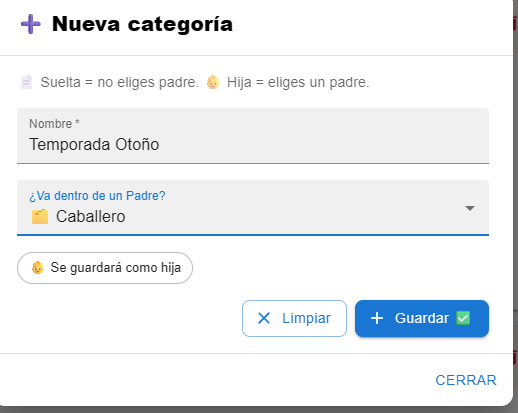 Nueva categoría
Suelta = no eliges padre. Hija = eliges un padre.
Nombre *
Temporada Otoño
¿Va dentro de un Padre?
Caballero
Se guardará como hija
Limpiar
Guardar
CERRAR